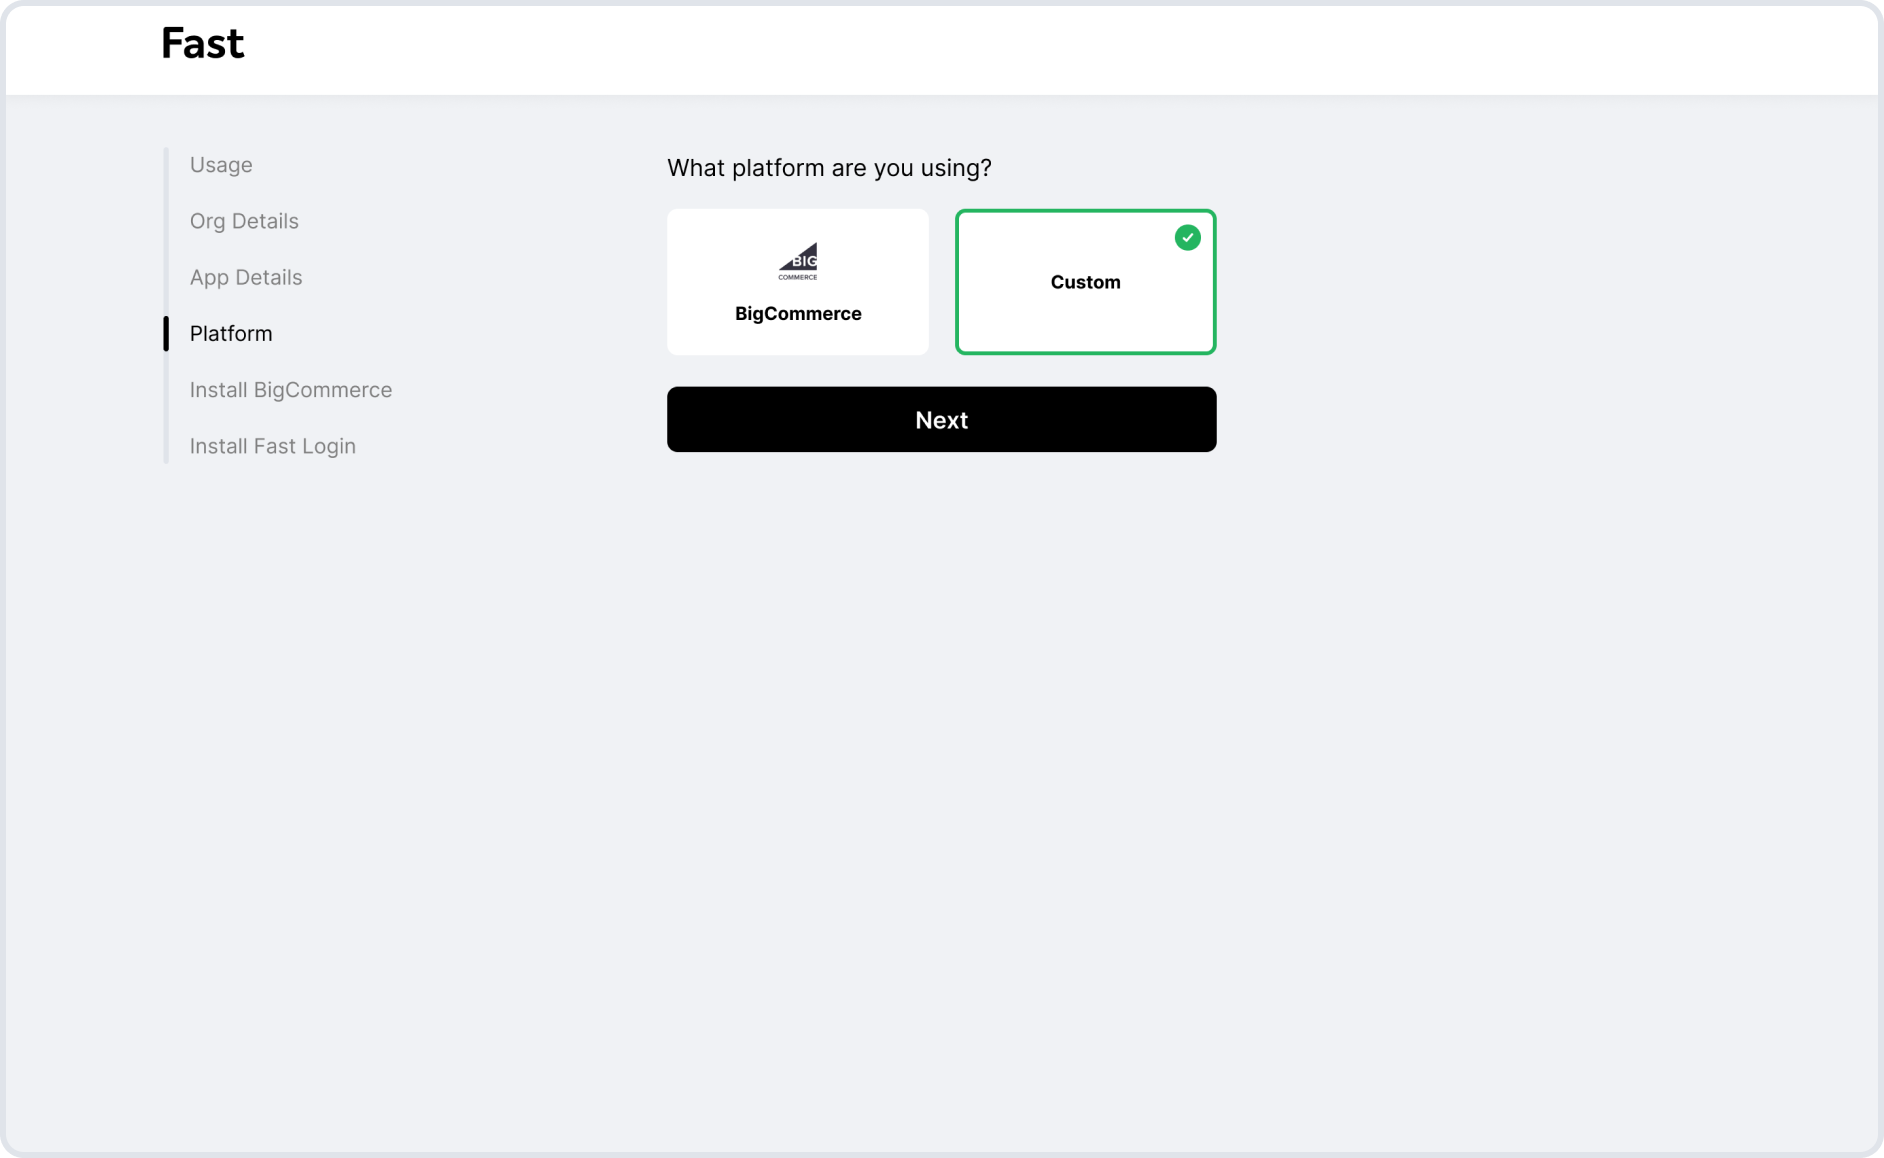 Fast
Usage
Org Details
App Details
Platform
Install BigCommerce
Install Fast Login
What platform are you using?
BIG
COMMERCE
BigCommerce
Custom
Next